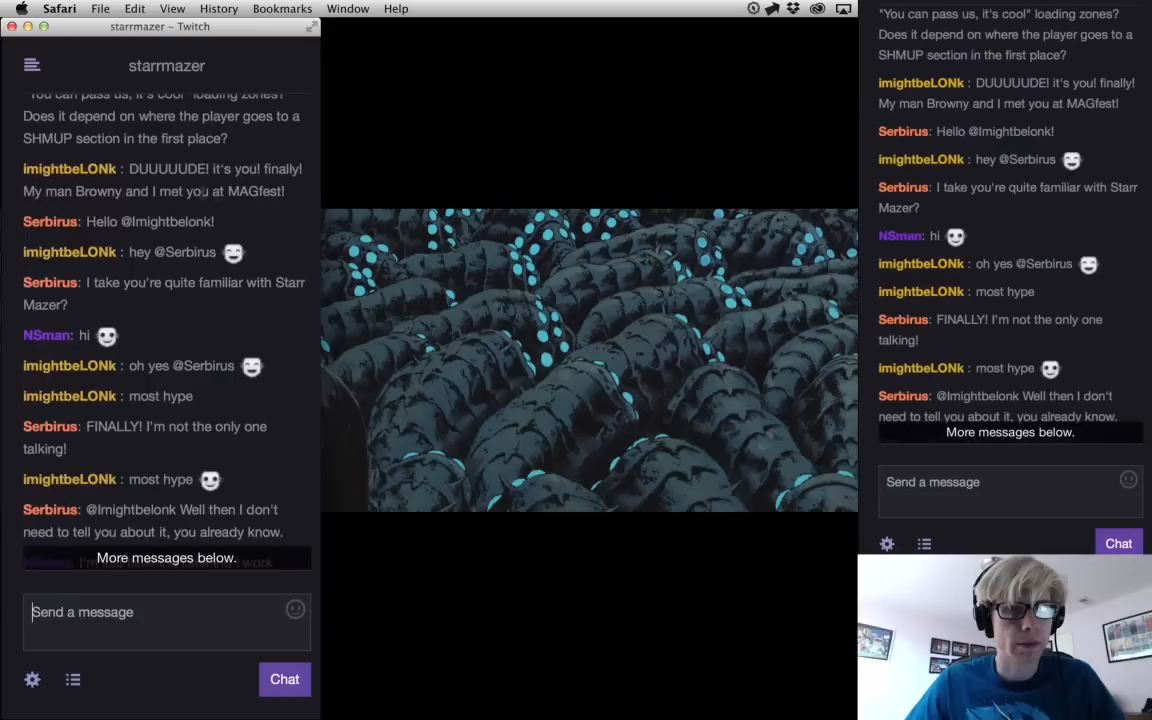 Safari File Edit View History Bookmarks Window Help
starrmazer – Twitch
starrmazer
"You can pass us, it's cool" loading zones?
Does it depend on where the player goes to a
SHMUP section in the first place?
imightbeLONk : DUUUUUDE! it's you! finally!
My man Browny and I met you at MAGfest!
Serbirus: Hello @Imightbelonk!
imightbeLONk : hey @Serbirus
Serbirus: I take you're quite familiar with Starr
Mazer?
NSman: hi
imightbeLONk : oh yes @Serbirus
imightbeLONk : most hype
Serbirus: FINALLY! I'm not the only one
talking!
imightbeLONk : most hype
Serbirus: @Imightbelonk Well then I don't
need to tell you about it, you already know.
More messages below.
Send a message
Chat
"You can pass us, it's cool" loading zones?
Does it depend on where the player goes to a
SHMUP section in the first place?
imightbeLONk : DUUUUUDE! it's you! finally!
My man Browny and I met you at MAGfest!
Serbirus: Hello @Imightbelonk!
imightbeLONk : hey @Serbirus
Serbirus: I take you're quite familiar with Starr
Mazer?
NSman: hi
imightbeLONk : oh yes @Serbirus
imightbeLONk : most hype
Serbirus: FINALLY! I'm not the only one
talking!
imightbeLONk : most hype
Serbirus: @Imightbelonk Well then I don't
need to tell you about it, you already know.
More messages below.
Send a message
Chat